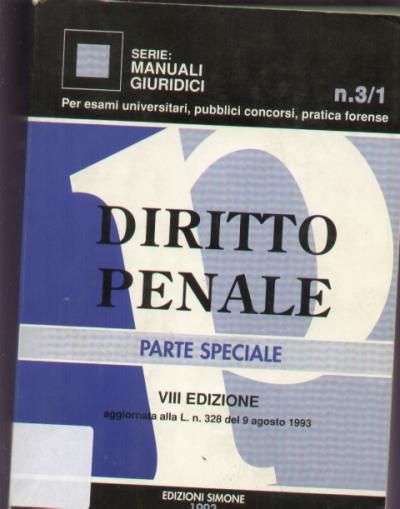 SERIE:
MANUALI
GIURIDICI
n.3/1
Per esami universitari, pubblici concorsi, pratica forense
DIRITTO
PENALE
PARTE SPECIALE
VIII EDIZIONE
aggiornata alla L. n. 328 del 9 agosto 1993
EDIZIONI SIMONE
1993